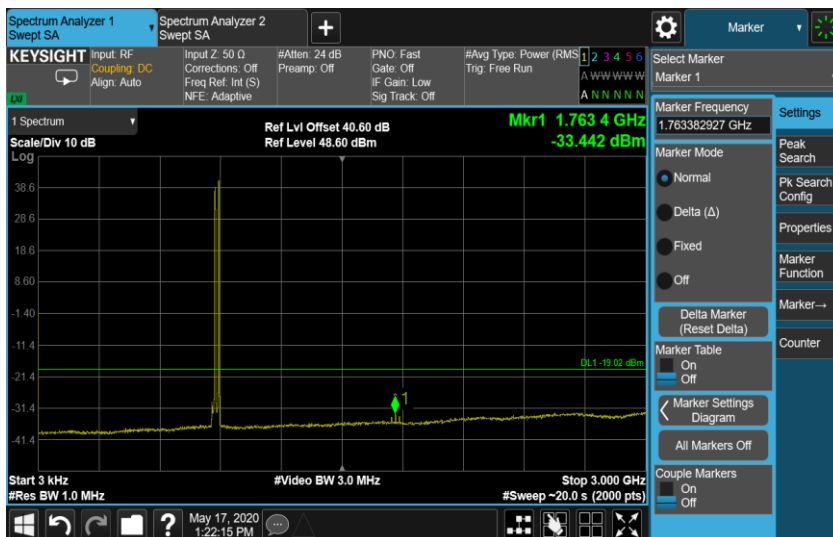 Spectrum Analyzer 1
Swept SA
Spectrum Analyzer 2
Swept SA
Marker
KEYSIGHT
LXI
Input: RF
Coupling: DC
Align: Auto
Input Z: 50 Ω
Corrections: Off
Freq Ref: Int (S)
NFE: Adaptive
#Atten: 24 dB
Preamp: Off
PNO: Fast
Gate: Off
IF Gain: Low
Sig Track: Off
#Avg Type: Power (RMS
Trig: Free Run
1 2 3 4 5 6
A W W W W W
A N N N N N
Select Marker
Marker 1
1 Spectrum
Scale/Div 10 dB
Log
Ref Lvl Offset 40.60 dB
Ref Level 48.60 dBm
Mkr1 1.763 4 GHz
-33.442 dBm
38.6
28.6
18.6
8.60
-1.40
-11.4
-21.4
-31.4
-41.4
DL1 -19.02 dBm
1
Start 3 kHz
#Res BW 1.0 MHz
#Video BW 3.0 MHz
Stop 3.000 GHz
#Sweep ~20.0 s (2000 pts)
Marker Frequency
1.763382927 GHz
Marker Mode
Normal
Delta (Δ)
Fixed
Off
Delta Marker
(Reset Delta)
Marker Table
On
Off
Marker Settings
Diagram
All Markers Off
Couple Markers
On
Off
Settings
Peak
Search
Pk Search
Config
Properties
Marker
Function
Marker→
Counter
?
May 17, 2020
1:22:15 PM